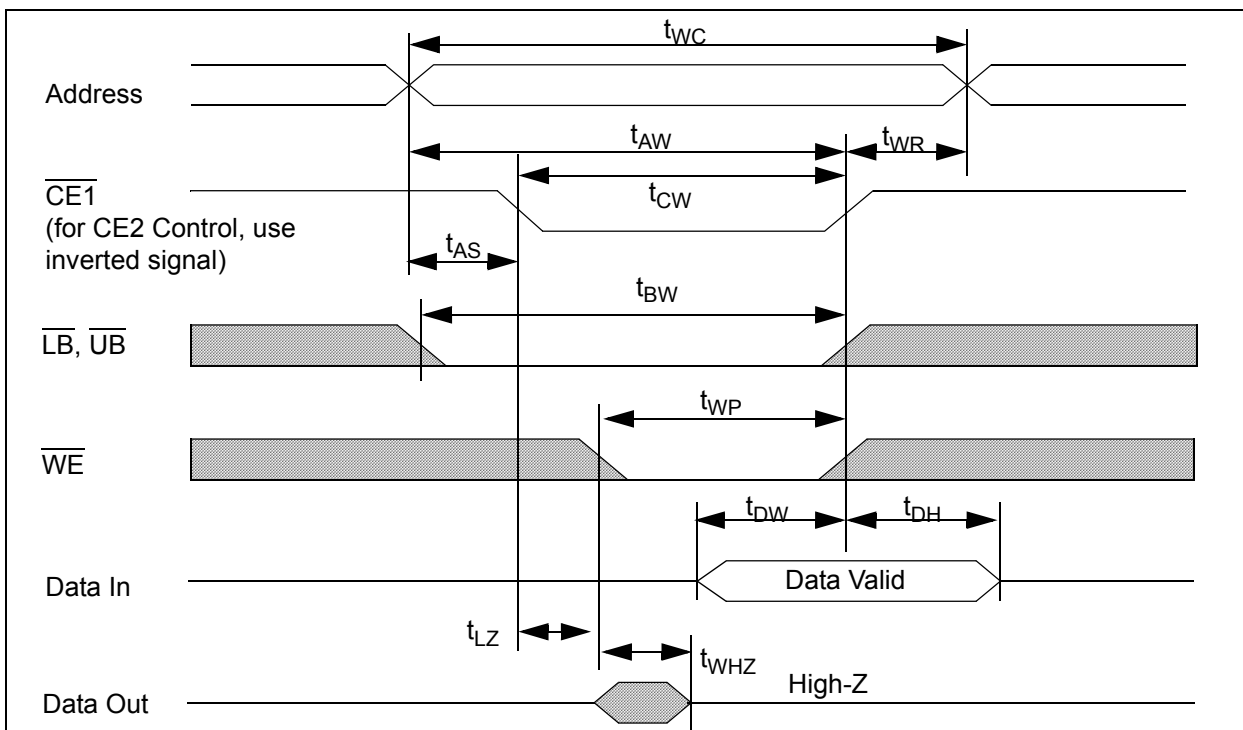 tWC
Address
tAW
tWR
CE1
(for CE2 Control, use
inverted signal)
tCW
tAS
tBW
LB, UB
tWP
WE
tDW
tDH
Data In
Data Valid
tLZ
tWHZ
High-Z
Data Out